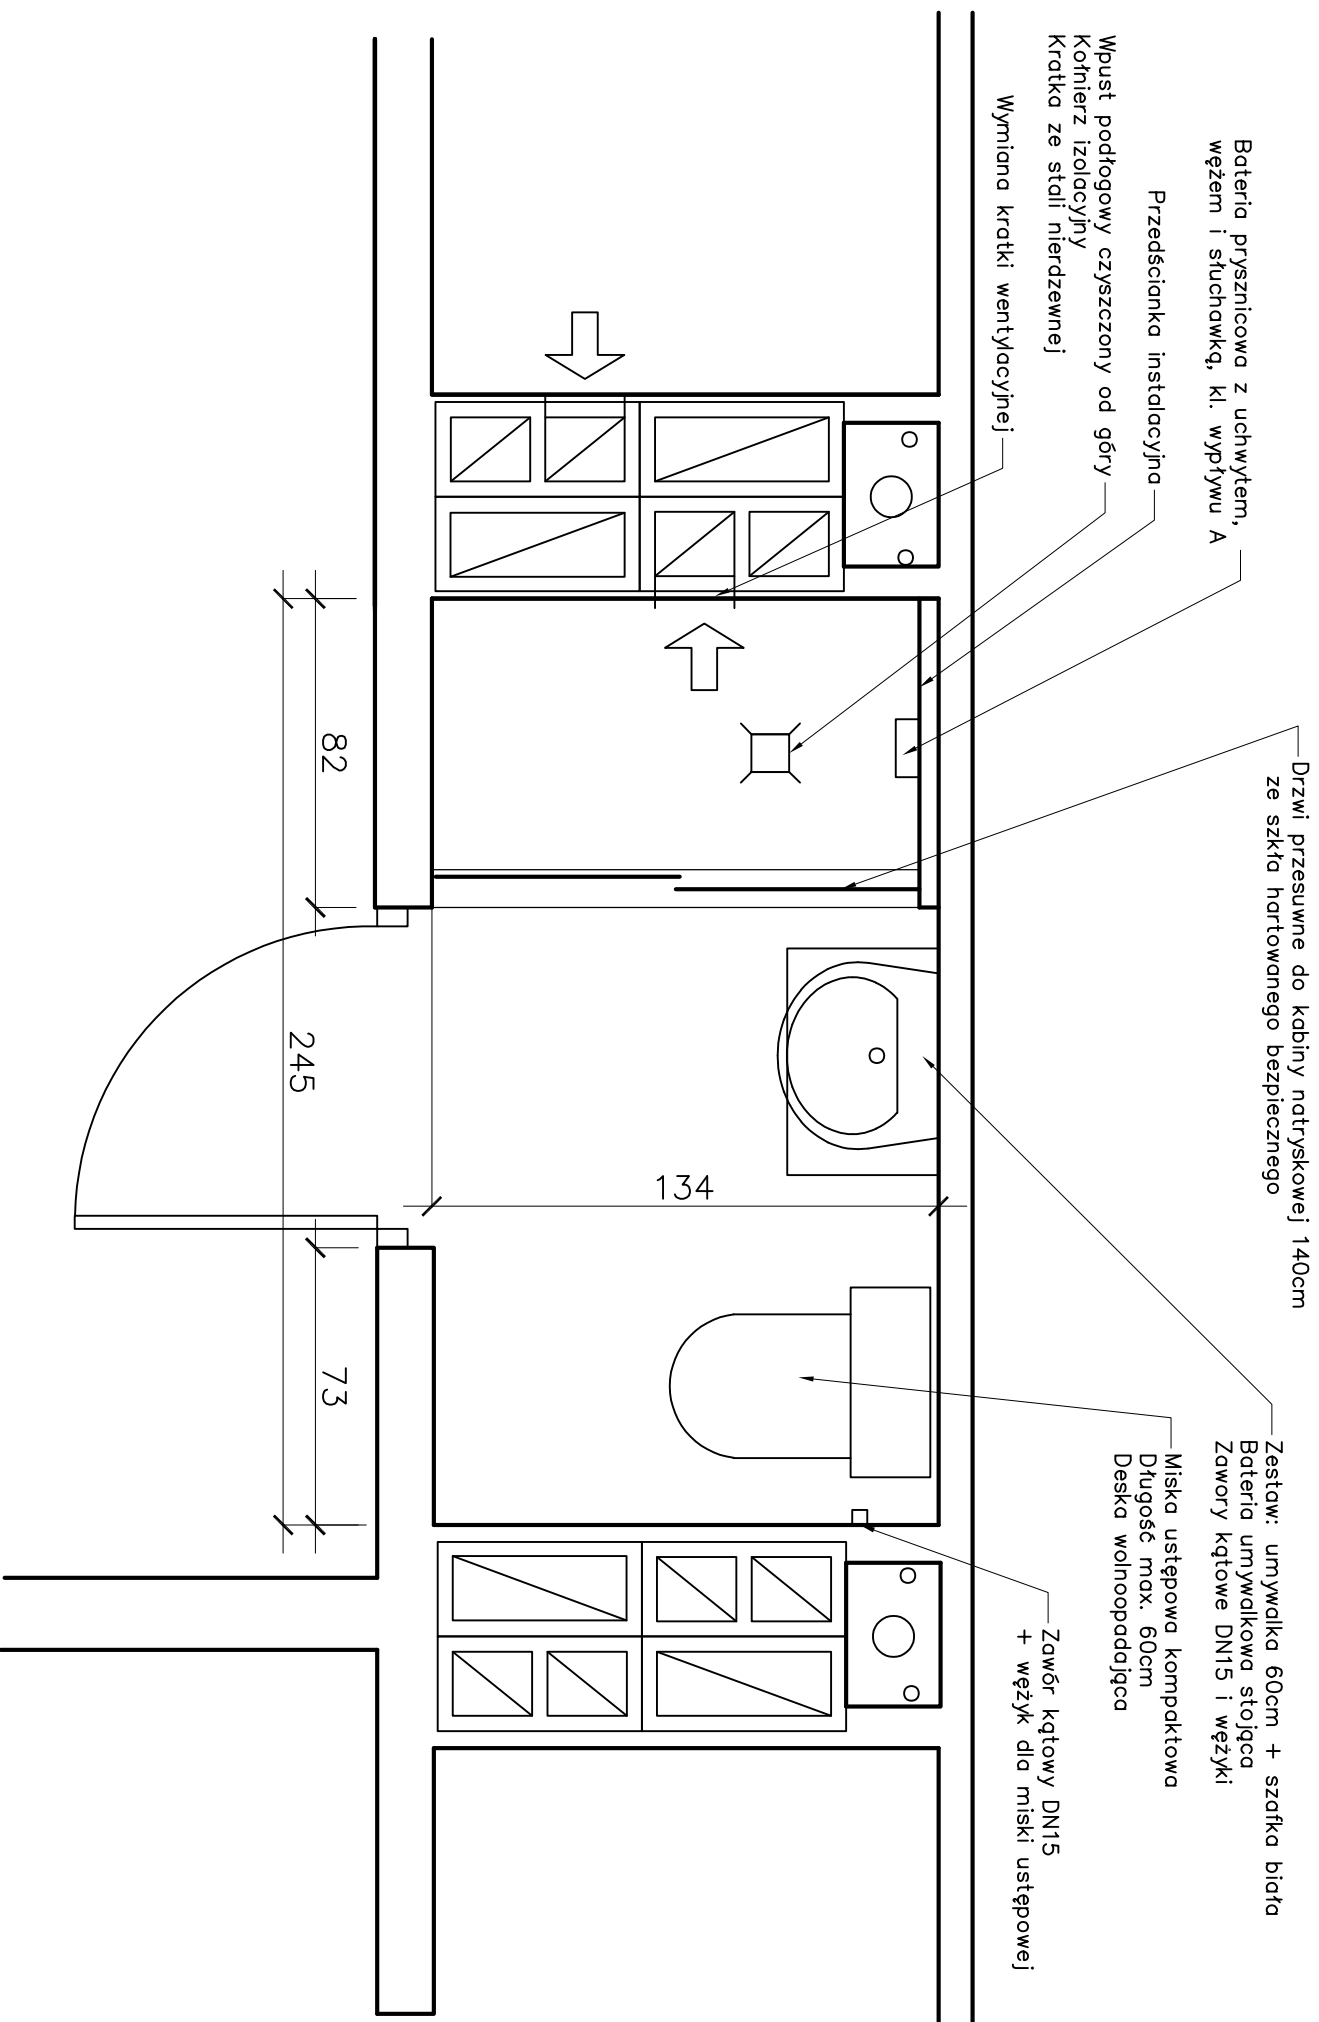 Drzwi przesuwne do kabiny natryskowej 140cm
ze szkła hartowanego bezpiecznego
Bateria prysznicowa z uchwytem,
wężem i słuchawką, kl. wypływu A
Przedścianka instalacyjna
Wpust podłogowy czyszczony od góry
Kołnierz izolacyjny
Kratka ze stali nierdzewnej
Wymiana kratki wentylacyjnej
Zestaw: umywalka 60cm + szafka biała
Bateria umywalkowa stojąca
Zawory kątowe DN15 i wężyki
Miska ustępowa kompaktowa
Długość max. 60cm
Deska wolnoopadająca
Zawór kątowy DN15
+ wężyk dla miski ustępowej
134
82
73
245